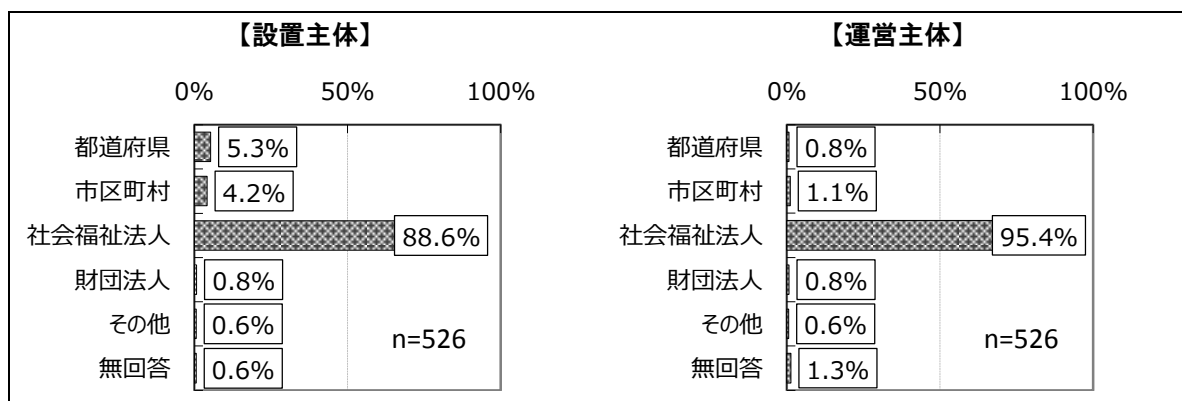 【設置主体】
0% 50% 100%
都道府県 5.3%
市区町村 4.2%
社会福祉法人 88.6%
財団法人 0.8%
その他 0.6%
無回答 0.6%
n=526
【運営主体】
0% 50% 100%
都道府県 0.8%
市区町村 1.1%
社会福祉法人 95.4%
財団法人 0.8%
その他 0.6%
無回答 1.3%
n=526